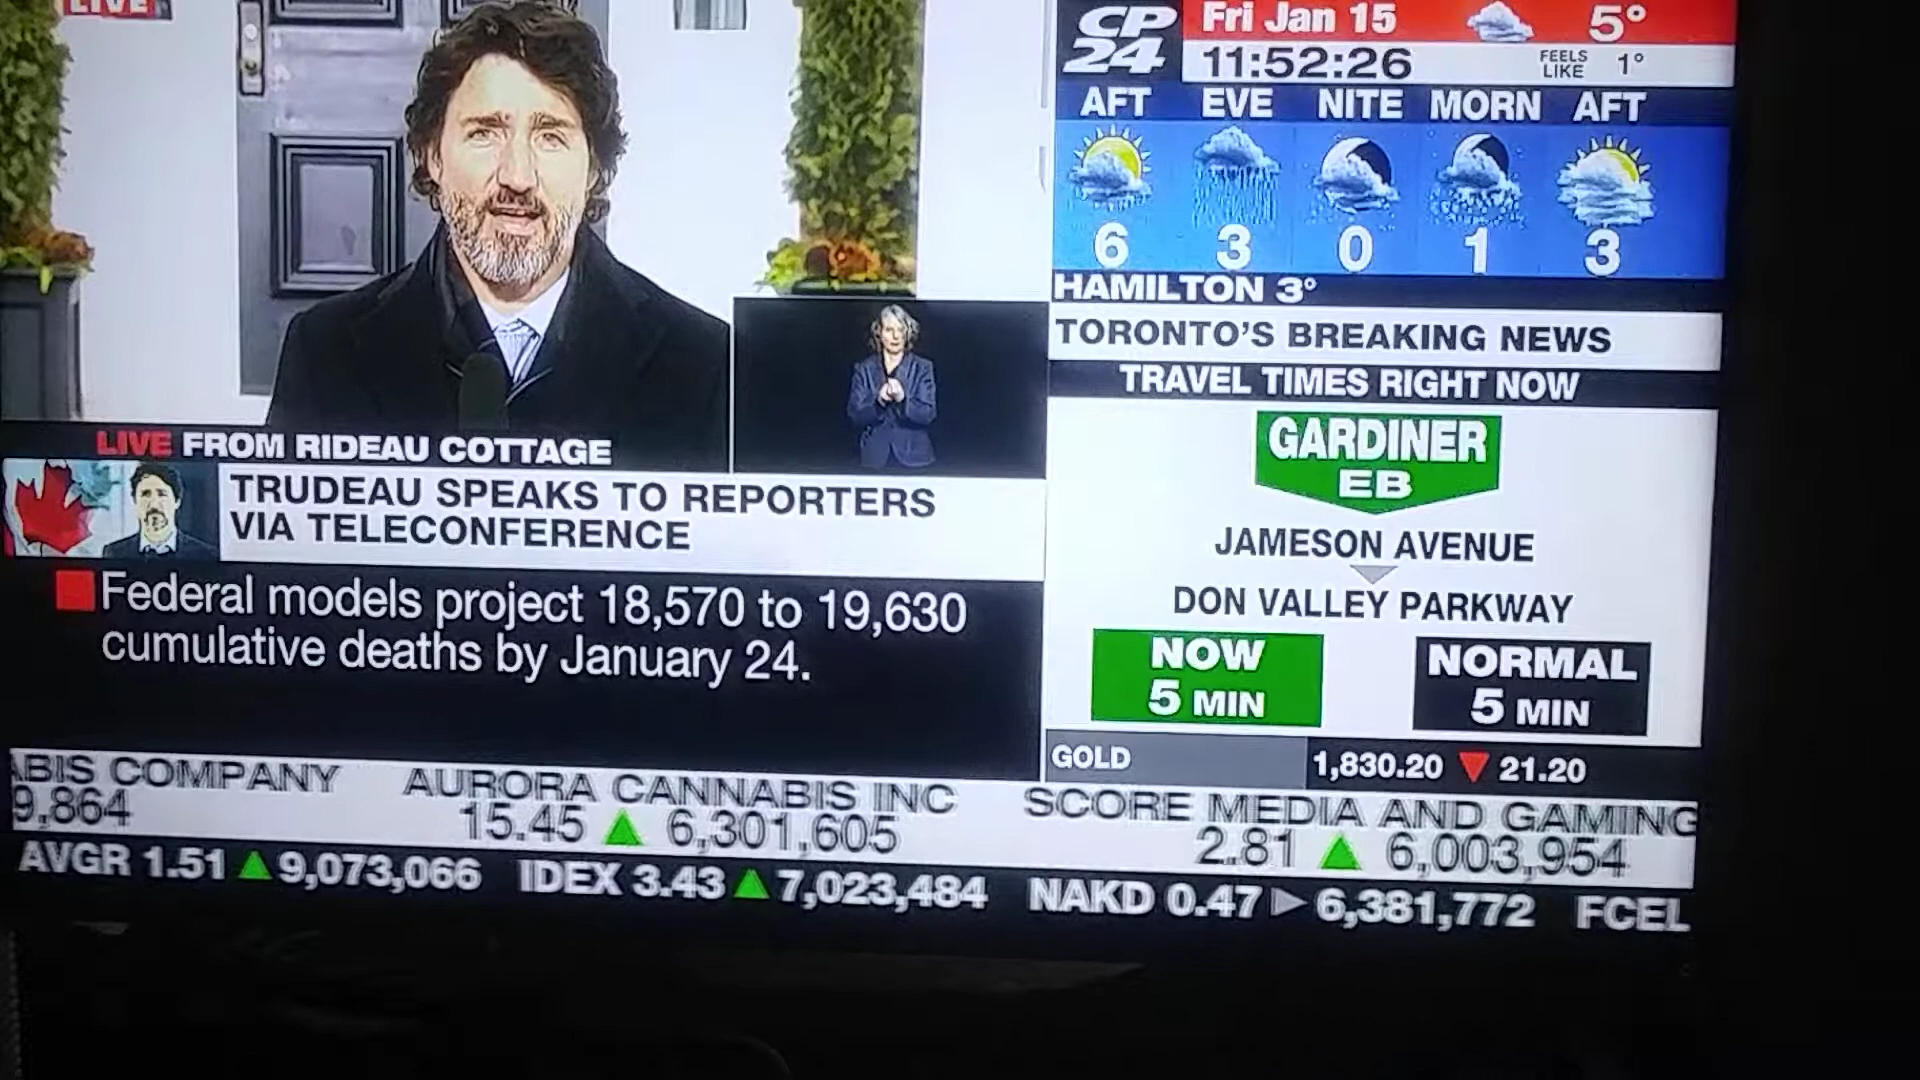 LIVE
CP
24
Fri Jan 15
5°
11:52:26
FEELS
LIKE
1°
AFT EVE NITE MORN AFT
6 3 0 1 3
HAMILTON 3°
TORONTO'S BREAKING NEWS
TRAVEL TIMES RIGHT NOW
GARDINER
EB
JAMESON AVENUE
DON VALLEY PARKWAY
NOW
5 MIN
NORMAL
5 MIN
GOLD 1,830.20 ▼ 21.20
LIVE FROM RIDEAU COTTAGE
TRUDEAU SPEAKS TO REPORTERS
VIA TELECONFERENCE
Federal models project 18,570 to 19,630
cumulative deaths by January 24.
ABIS COMPANY AURORA CANNABIS INC SCORE MEDIA AND GAMING
9,864 15.45 ▲ 6,301,605 2.81 ▲ 6,003,954
AVGR 1.51 ▲ 9,073,066 IDEX 3.43 ▲ 7,023,484 NAKD 0.47 ▶ 6,381,772 FCEL